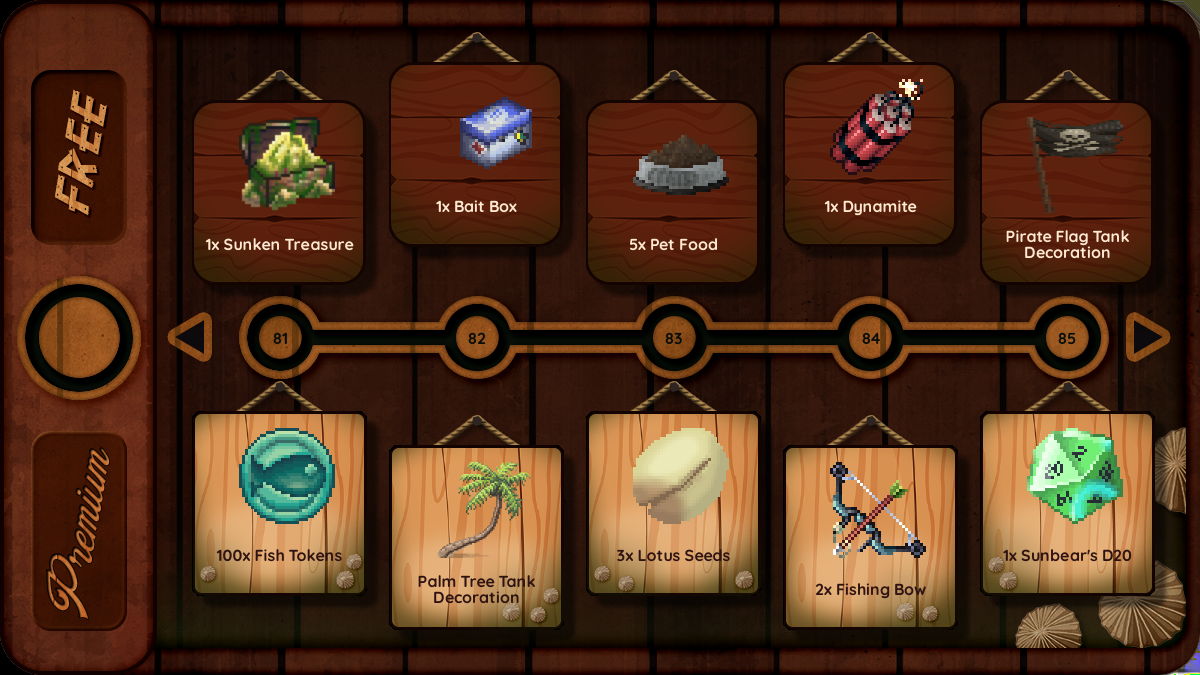 FREE
1x Sunken Treasure
1x Bait Box
5x Pet Food
1x Dynamite
Pirate Flag Tank
Decoration
81
82
83
84
85
Premium
100x Fish Tokens
Palm Tree Tank
Decoration
3x Lotus Seeds
2x Fishing Bow
1x Sunbear's D20